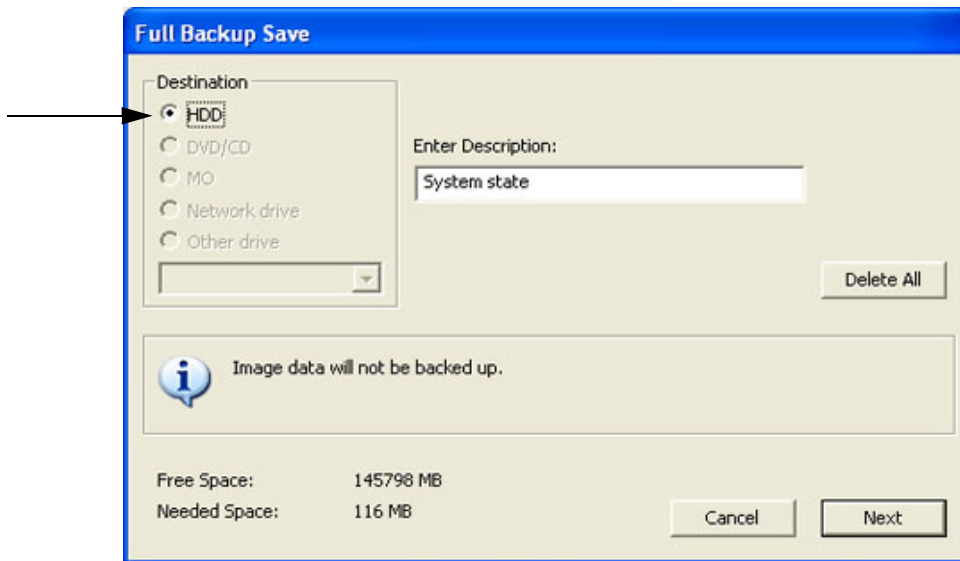 Full Backup Save
Destination
HDD
DVD/CD
MO
Network drive
Other drive
Enter Description:
System state
Delete All
Image data will not be backed up.
Free Space: 145798 MB
Needed Space: 116 MB
Cancel
Next